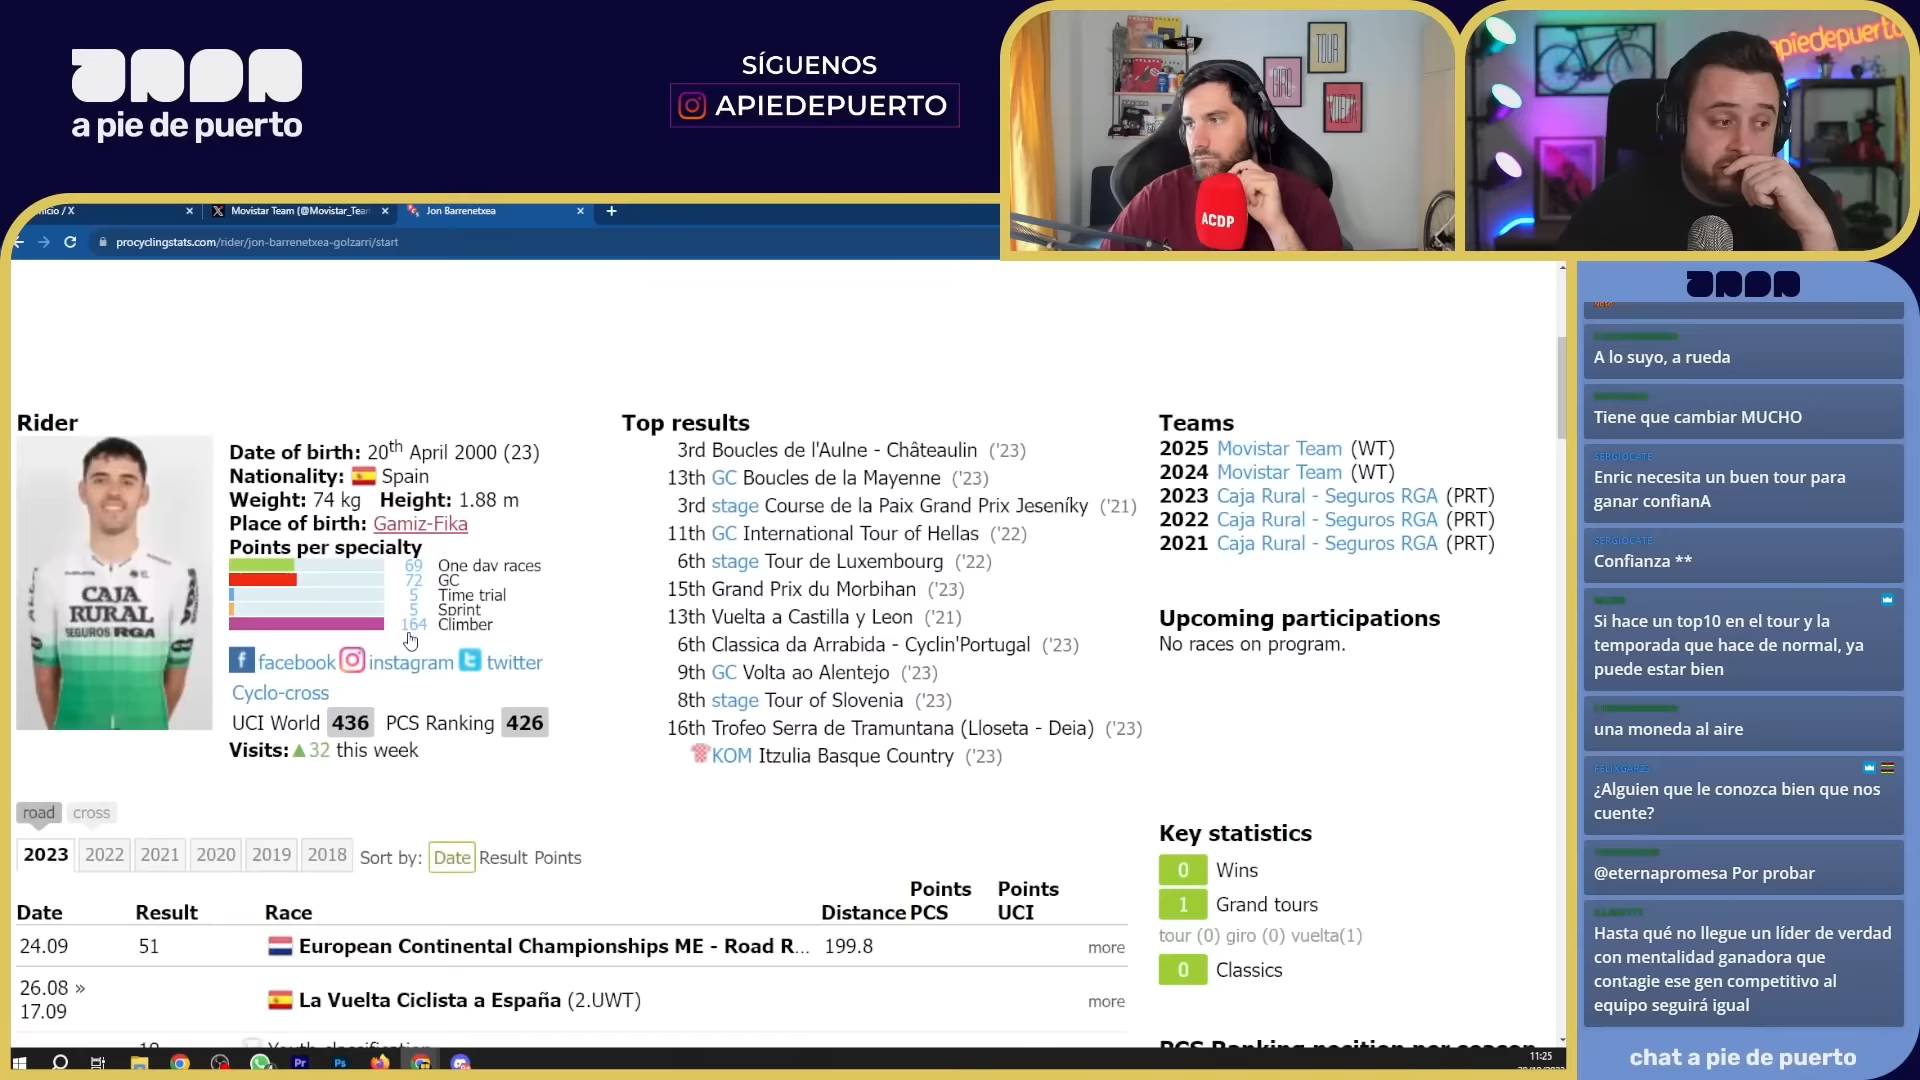 a pie de puerto
SÍGUENOS
APIEDEPUERTO
TOUR
GIRO
VUELTA
ACDP
apiedepuerto
Movistar Team (@Movistar_Tean
Jon Barrenetxea
procyclingstats.com/rider/jon-barrenetxea-golzarri/start
Rider
CAJA
RURAL
SEGUROS RGA
Date of birth: 20th April 2000 (23)
Nationality: Spain
Weight: 74 kg Height: 1.88 m
Place of birth: Gamiz-Fika
Points per specialty
69 One day races
72 GC
5 Time trial
5 Sprint
164 Climber
facebook instagram twitter
Cyclo-cross
UCI World 436 PCS Ranking 426
Visits: ▲32 this week
Top results
3rd Boucles de l'Aulne - Châteaulin ('23)
13th GC Boucles de la Mayenne ('23)
3rd stage Course de la Paix Grand Prix Jeseníky ('21)
11th GC International Tour of Hellas ('22)
6th stage Tour de Luxembourg ('22)
15th Grand Prix du Morbihan ('23)
13th Vuelta a Castilla y Leon ('21)
6th Classica da Arrabida - Cyclin'Portugal ('23)
9th GC Volta ao Alentejo ('23)
8th stage Tour of Slovenia ('23)
16th Trofeo Serra de Tramuntana (Lloseta - Deia) ('23)
KOM Itzulia Basque Country ('23)
Teams
2025 Movistar Team (WT)
2024 Movistar Team (WT)
2023 Caja Rural - Seguros RGA (PRT)
2022 Caja Rural - Seguros RGA (PRT)
2021 Caja Rural - Seguros RGA (PRT)
Upcoming participations
No races on program.
road cross
2023 2022 2021 2020 2019 2018 Sort by: Date Result Points
Date Result Race Distance Points PCS Points UCI
24.09 51 European Continental Championships ME - Road R... 199.8 more
26.08 » 17.09 La Vuelta Ciclista a España (2.UWT) more
Key statistics
0 Wins
1 Grand tours
tour (0) giro (0) vuelta(1)
0 Classics
PCS Ranking position per season
11:25
A lo suyo, a rueda
Tiene que cambiar MUCHO
SERGIOCATE
Enric necesita un buen tour para
ganar confianA
SERGIOCATE
Confianza **
Si hace un top10 en el tour y la
temporada que hace de normal, ya
puede estar bien
una moneda al aire
¿Alguien que le conozca bien que nos
cuente?
@eternapromesa Por probar
Hasta qué no llegue un líder de verdad
con mentalidad ganadora que
contagie ese gen competitivo al
equipo seguirá igual
chat a pie de puerto